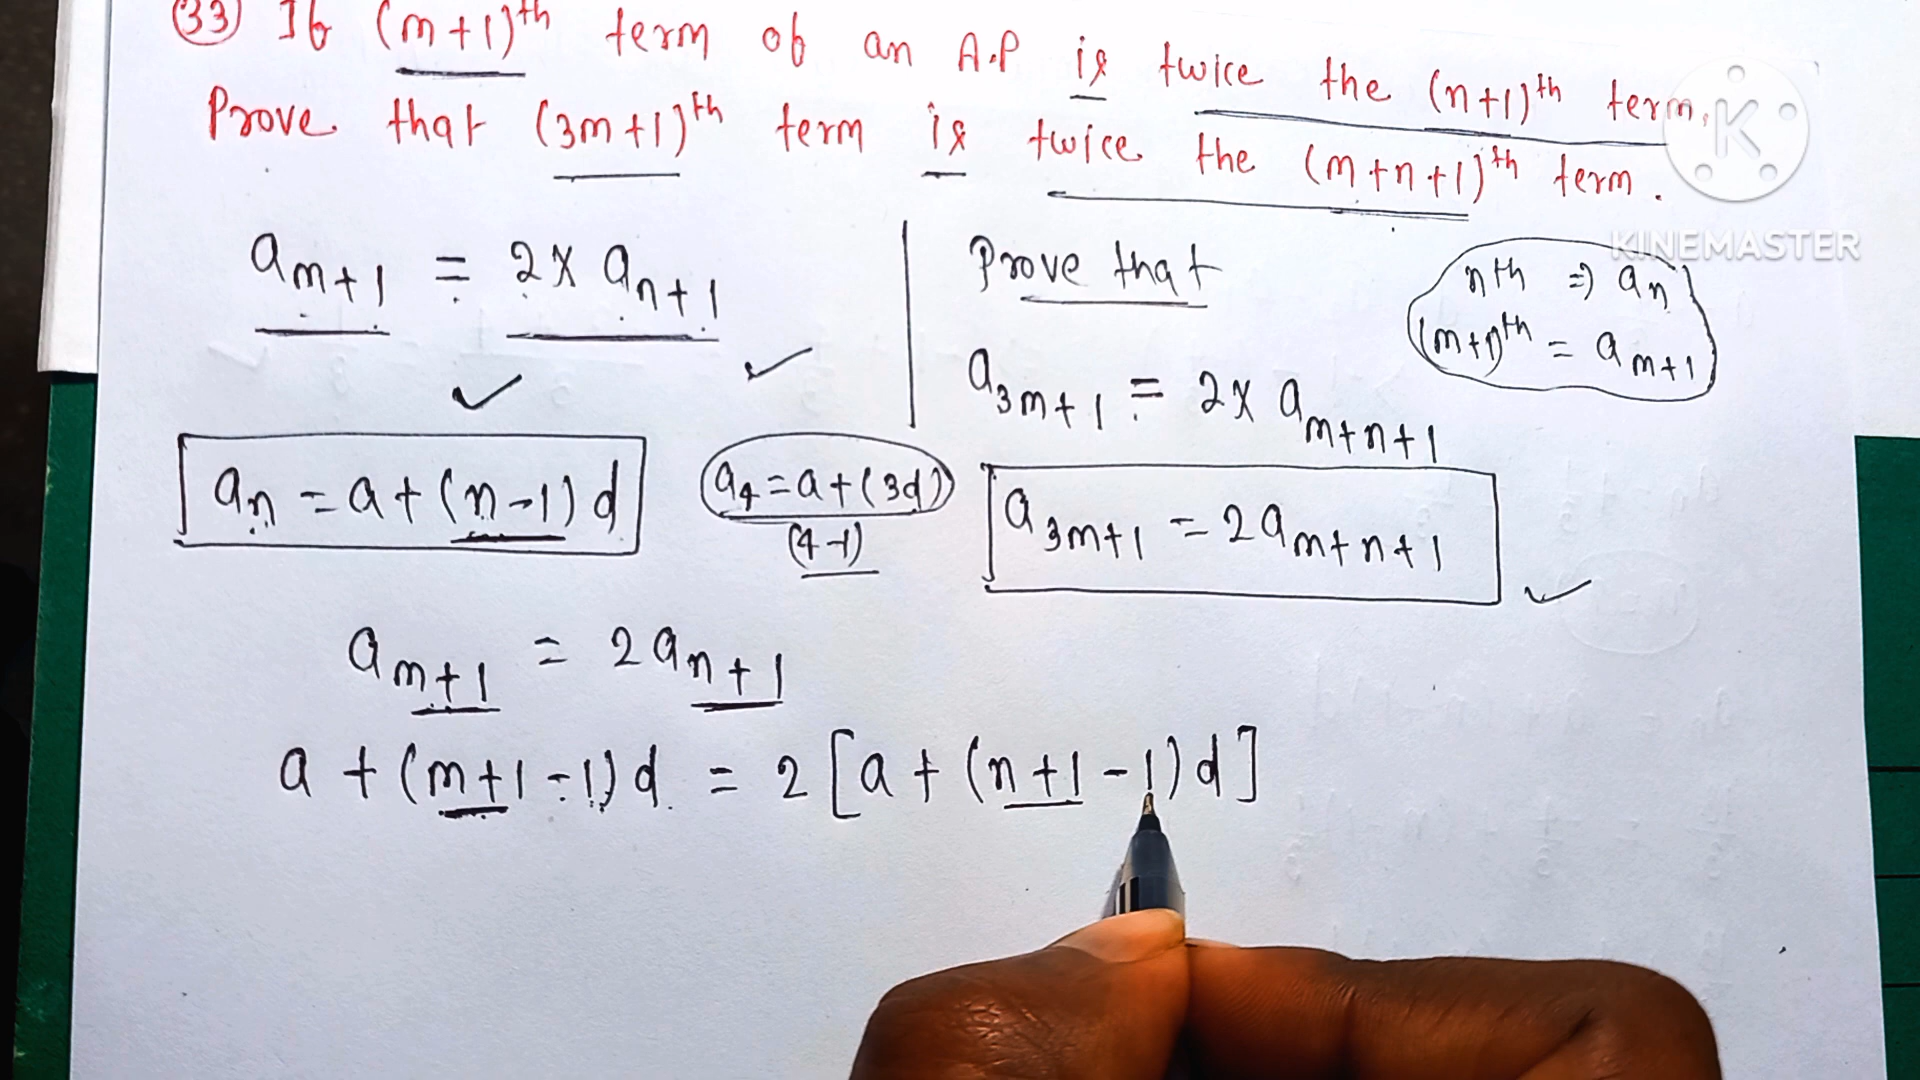 (33) If (m+1)th term of an A.P is twice the (n+1)th term.
Prove that (3m+1)th term is twice the (m+n+1)th term.
KINEMASTER
a_{m+1} = 2 × a_{n+1}
Prove that
nth ⇒ a_n
(m+1)th = a_{m+1}
a_{3m+1} = 2 × a_{m+n+1}
a_n = a + (n-1) d
a_4 = a + (3d)
(4-1)
a_{3m+1} = 2a_{m+n+1}
a_{m+1} = 2a_{n+1}
a + (m+1-1)d = 2[a + (n+1-1)d]